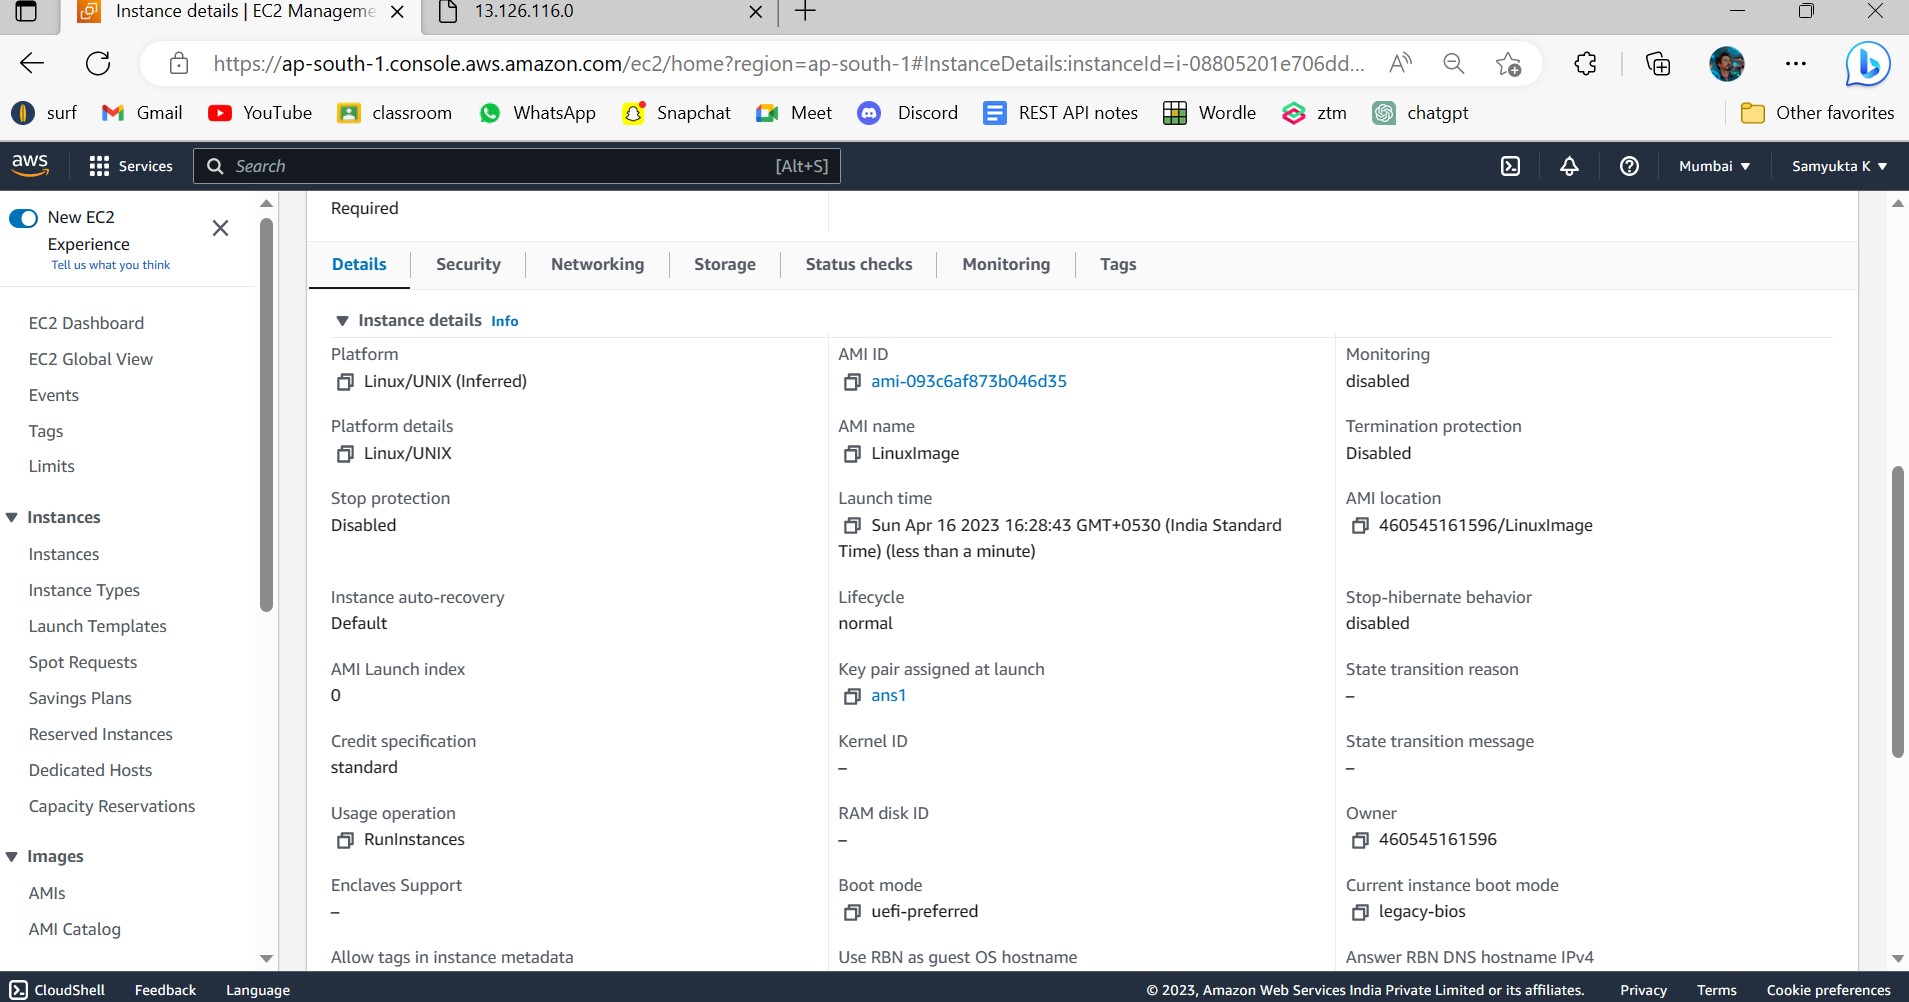 Instance details | EC2 Manageme
13.126.116.0
https://ap-south-1.console.aws.amazon.com/ec2/home?region=ap-south-1#InstanceDetails:instanceId=i-08805201e706dd...
surf Gmail YouTube classroom WhatsApp Snapchat Meet Discord REST API notes Wordle ztm chatgpt Other favorites
aws Services Search [Alt+S] Mumbai Samyukta K
New EC2
Experience
Tell us what you think
EC2 Dashboard
EC2 Global View
Events
Tags
Limits
Instances
Instances
Instance Types
Launch Templates
Spot Requests
Savings Plans
Reserved Instances
Dedicated Hosts
Capacity Reservations
Images
AMIs
AMI Catalog
Required
Details Security Networking Storage Status checks Monitoring Tags
Instance details Info
Platform
Linux/UNIX (Inferred)
AMI ID
ami-093c6af873b046d35
Monitoring
disabled
Platform details
Linux/UNIX
AMI name
LinuxImage
Termination protection
Disabled
Stop protection
Disabled
Launch time
Sun Apr 16 2023 16:28:43 GMT+0530 (India Standard
Time) (less than a minute)
AMI location
460545161596/LinuxImage
Instance auto-recovery
Default
Lifecycle
normal
Stop-hibernate behavior
disabled
AMI Launch index
0
Key pair assigned at launch
ans1
State transition reason
–
Credit specification
standard
Kernel ID
–
State transition message
–
Usage operation
RunInstances
RAM disk ID
–
Owner
460545161596
Enclaves Support
–
Boot mode
uefi-preferred
Current instance boot mode
legacy-bios
Allow tags in instance metadata
Use RBN as guest OS hostname
Answer RBN DNS hostname IPv4
CloudShell Feedback Language © 2023, Amazon Web Services India Private Limited or its affiliates. Privacy Terms Cookie preferences